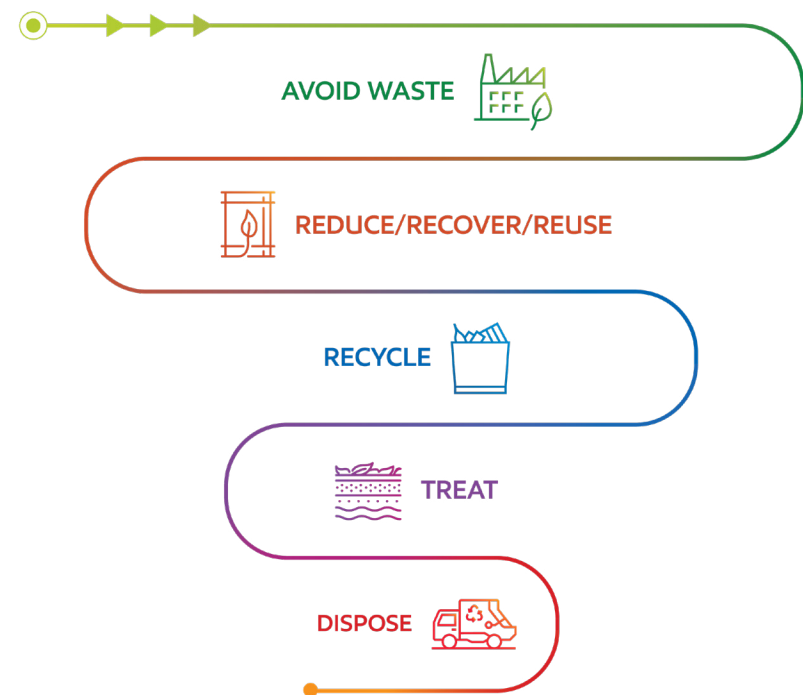 AVOID WASTE
REDUCE/RECOVER/REUSE
RECYCLE
TREAT
DISPOSE